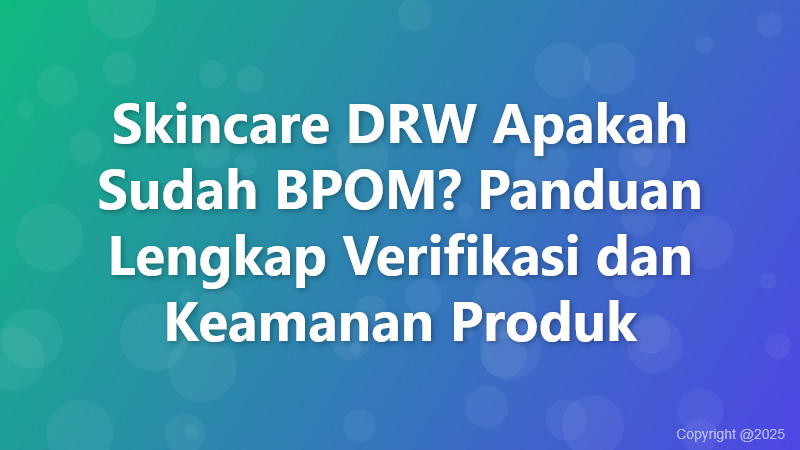 Skincare DRW Apakah
Sudah BPOM? Panduan
Lengkap Verifikasi dan
Keamanan Produk
Copyright @2025